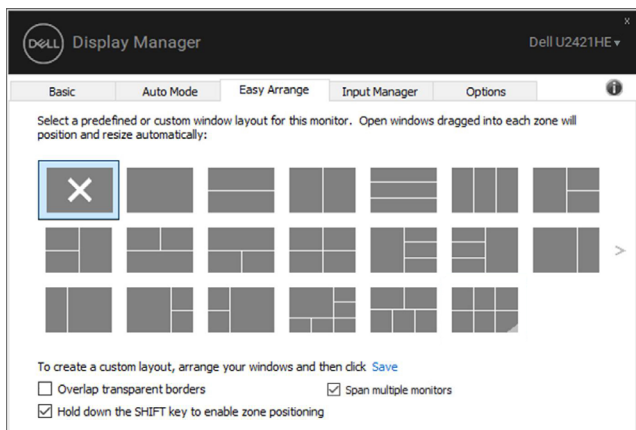 x
DELL Display Manager Dell U2421HE
Basic Auto Mode Easy Arrange Input Manager Options i
Select a predefined or custom window layout for this monitor. Open windows dragged into each zone will
position and resize automatically:
To create a custom layout, arrange your windows and then click Save
Overlap transparent borders Span multiple monitors
Hold down the SHIFT key to enable zone positioning